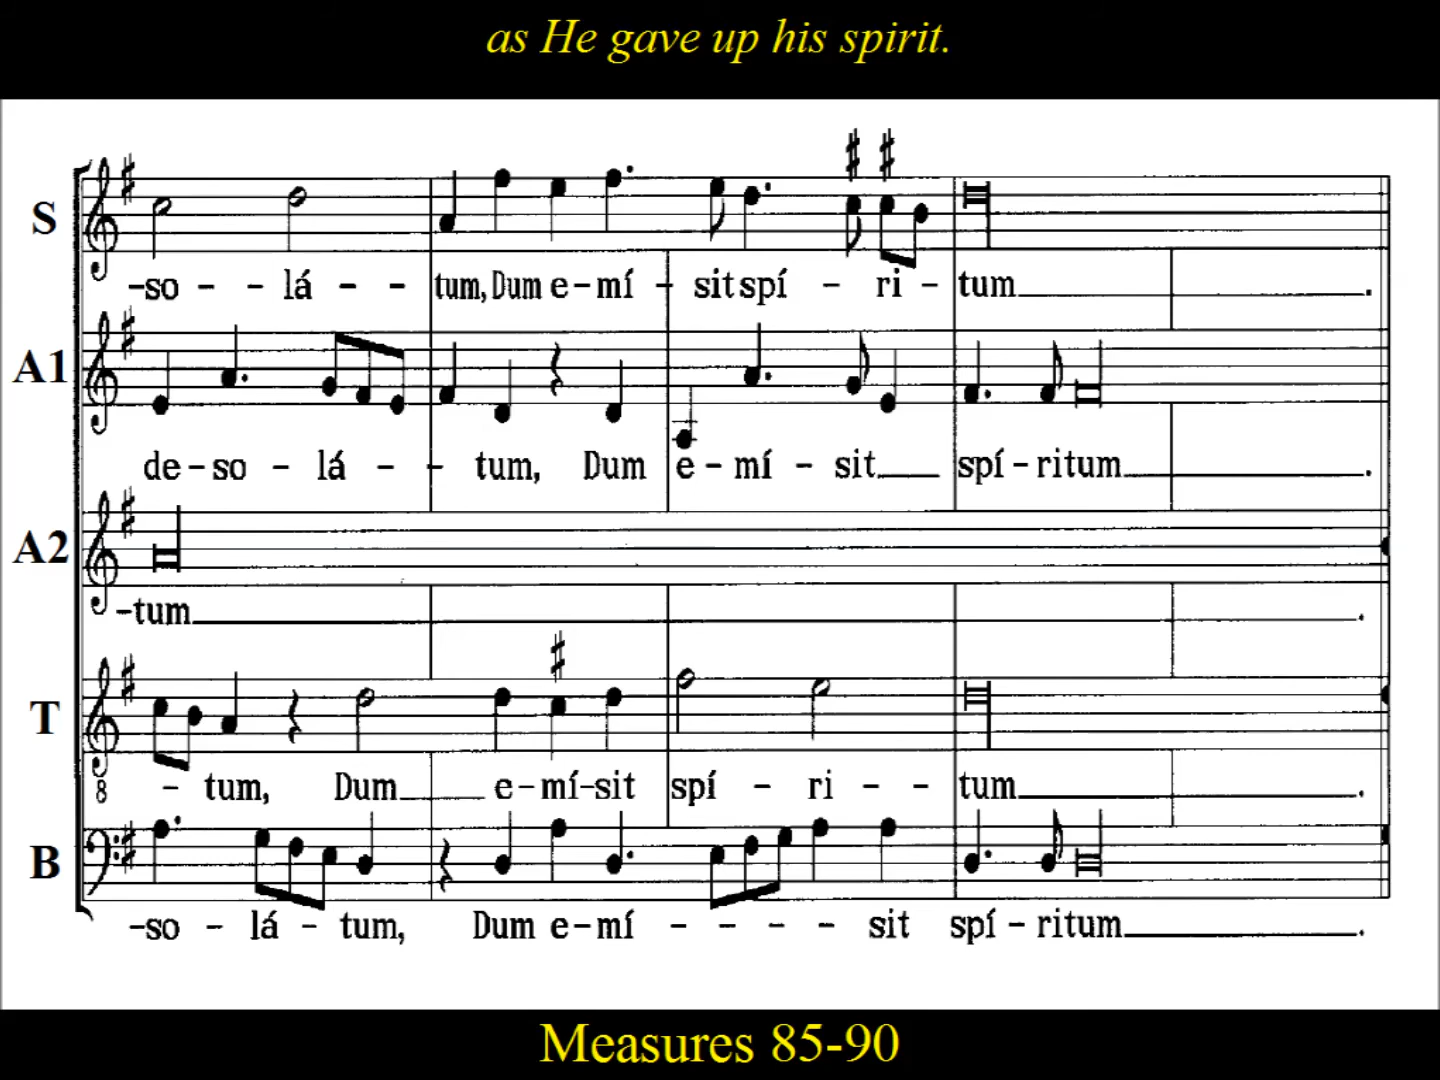 as He gave up his spirit.
S
-so - - lá - - tum, Dum e-mí - sit spí - ri - tum.
A1
de-so - lá - - tum, Dum e-mí - sit spí-ritum.
A2
-tum.
T
8 - tum, Dum e-mí-sit spí - ri - - tum.
B
-so - lá - tum, Dum e-mí - - - - sit spí-ritum.
Measures 85-90